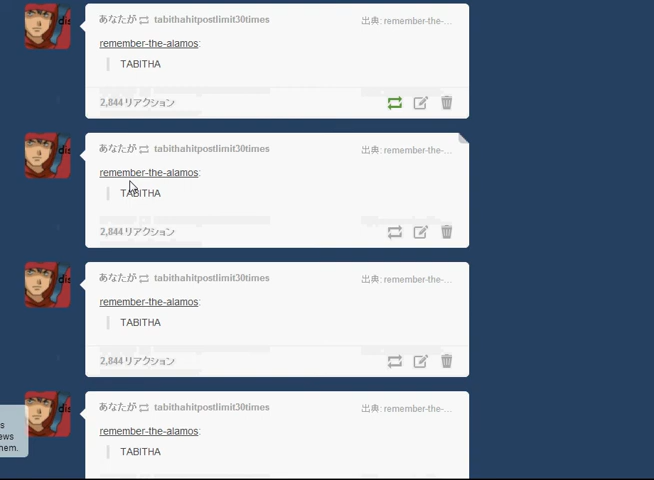 あなたが tabithahitpostlimit30times 出典: remember-the-...
remember-the-alamos:
TABITHA
2,844 リアクション
あなたが tabithahitpostlimit30times 出典: remember-the-...
remember-the-alamos:
TABITHA
2,844 リアクション
あなたが tabithahitpostlimit30times 出典: remember-the-...
remember-the-alamos:
TABITHA
2,844 リアクション
あなたが tabithahitpostlimit30times 出典: remember-the-...
remember-the-alamos:
TABITHA
hem.